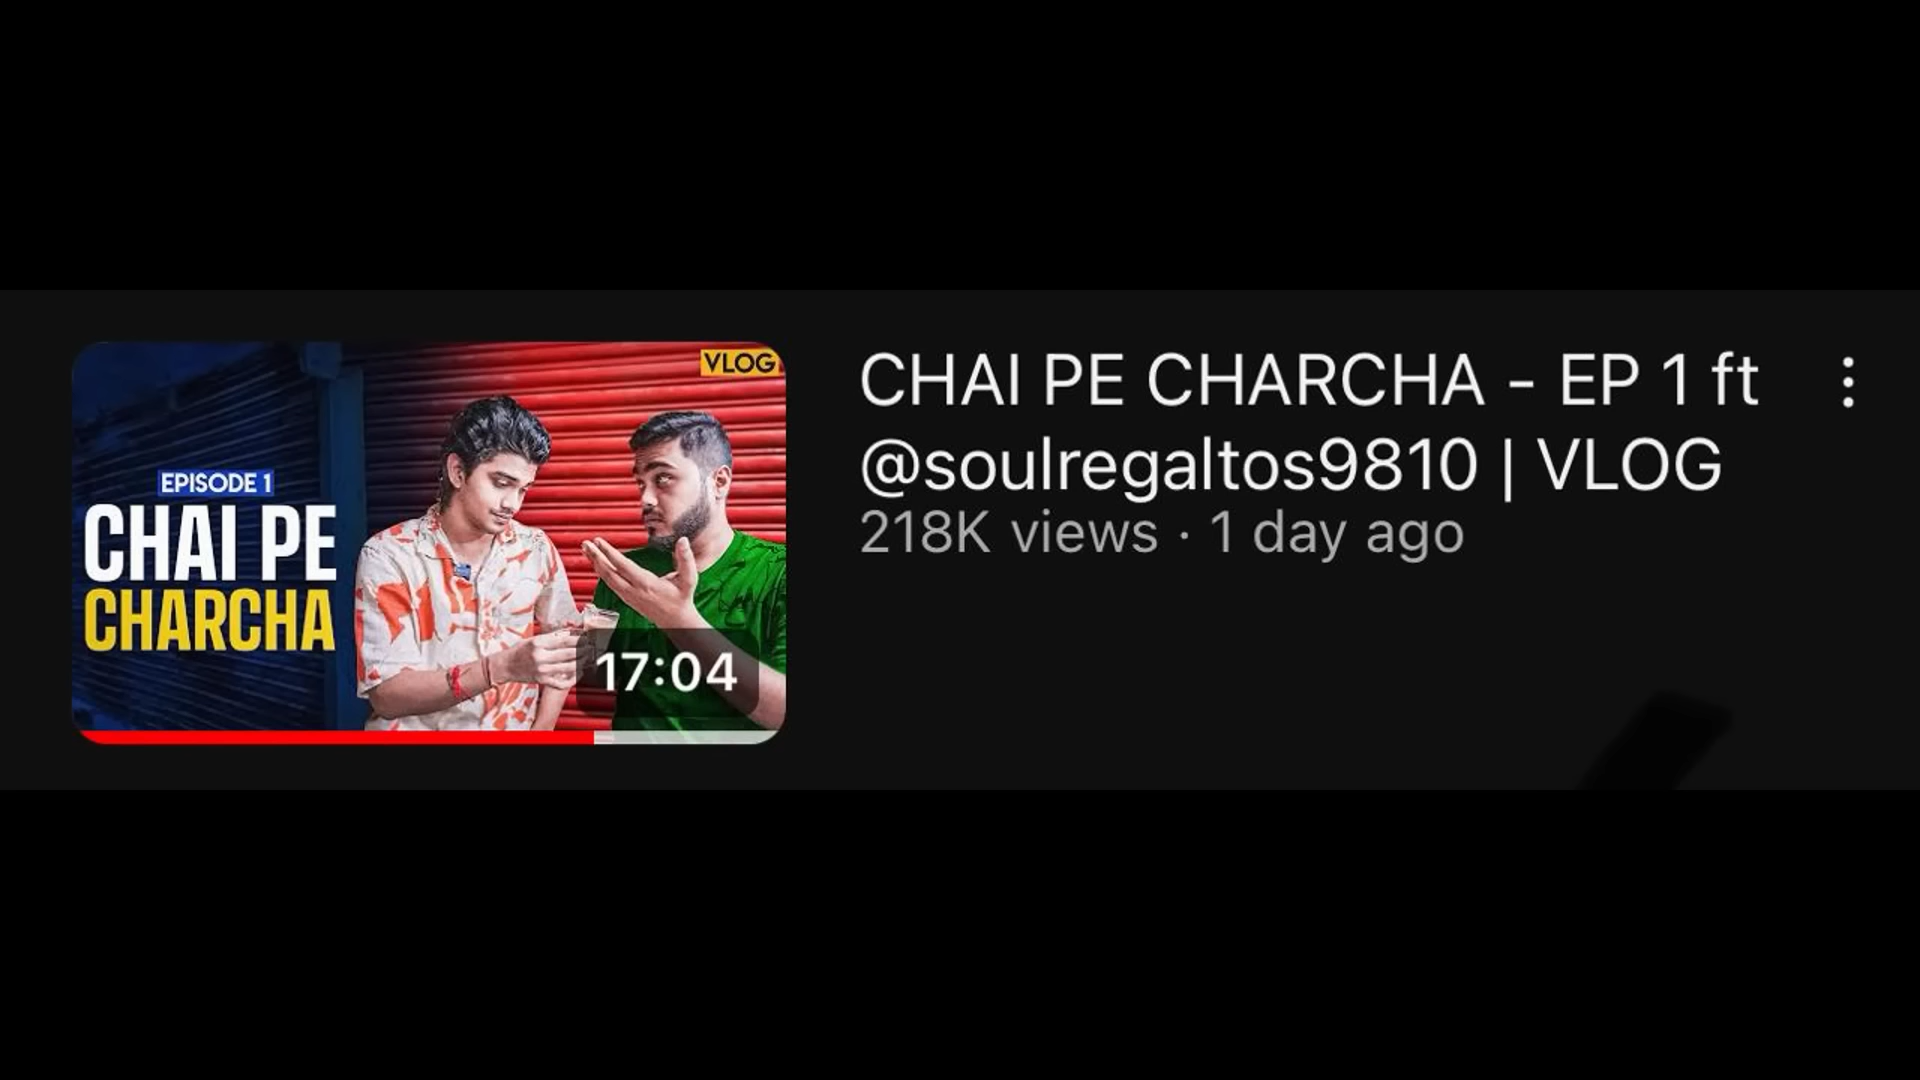 VLOG
EPISODE 1
CHAI PE
CHARCHA
17:04
CHAI PE CHARCHA - EP 1 ft
@soulregaltos9810 | VLOG
218K views · 1 day ago